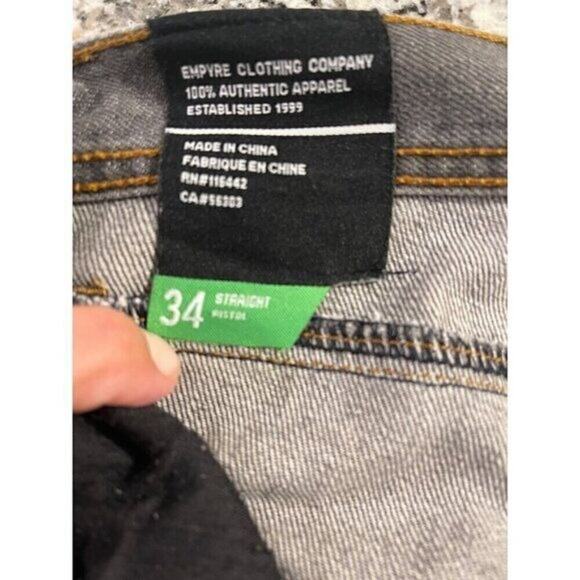 EMPYRE CLOTHING COMPANY
100% AUTHENTIC APPAREL
ESTABLISHED 1999
MADE IN CHINA
FABRIQUE EN CHINE
RN#116442
CA#56303
34 STRAIGHT